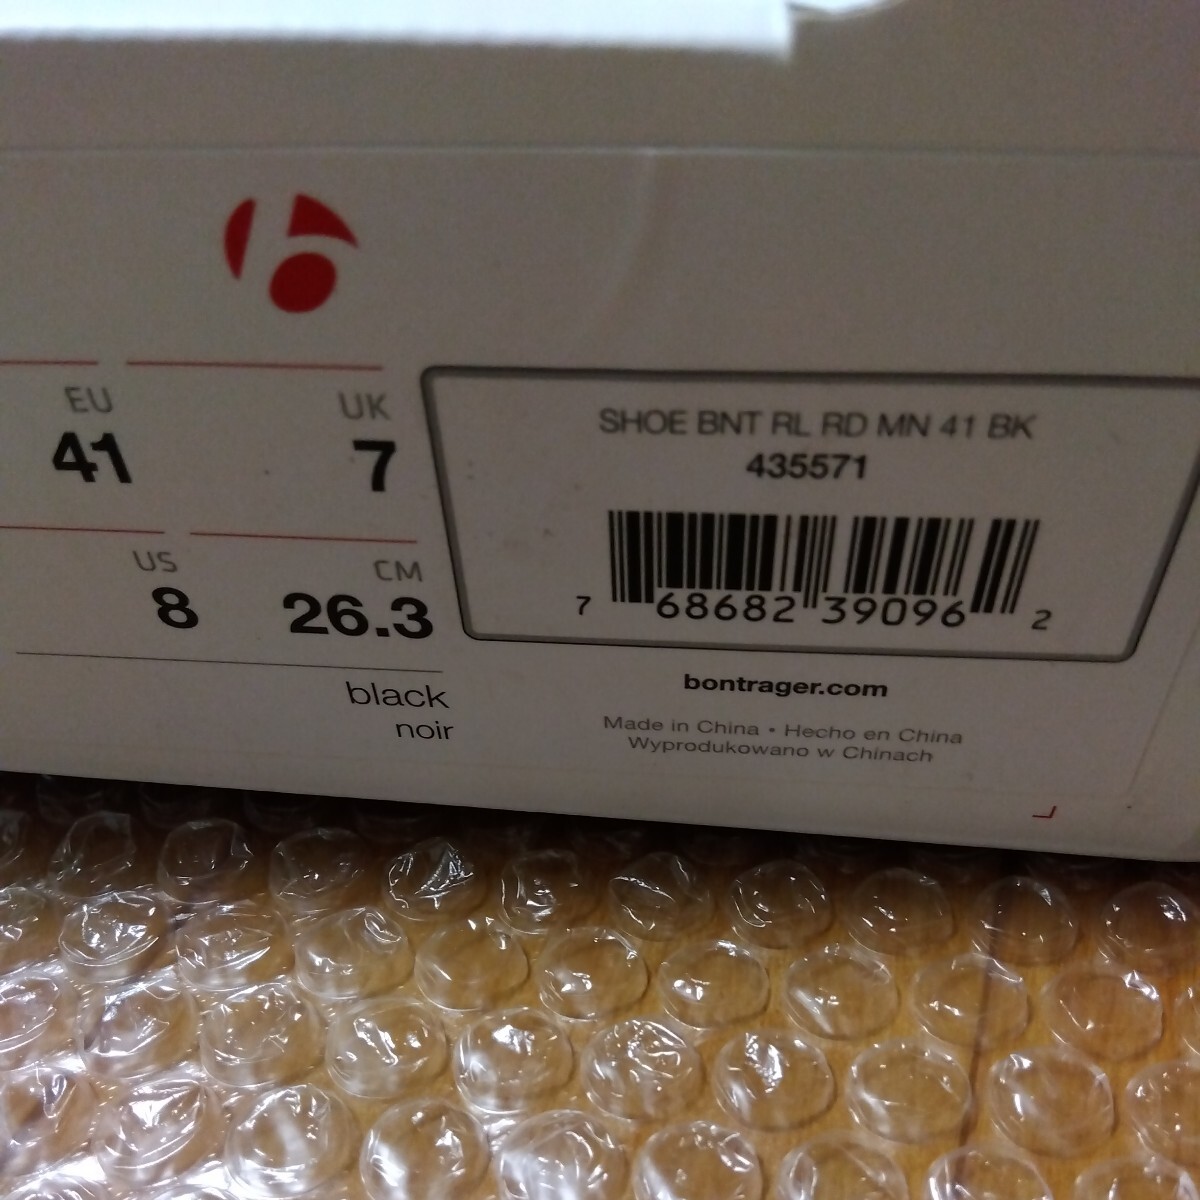 EU
41
UK
7
US
8
CM
26.3
black
noir
SHOE BNT RL RD MN 41 BK
435571
7 68682 39096 2
bontrager.com
Made in China • Hecho en China
Wyprodukowano w Chinach